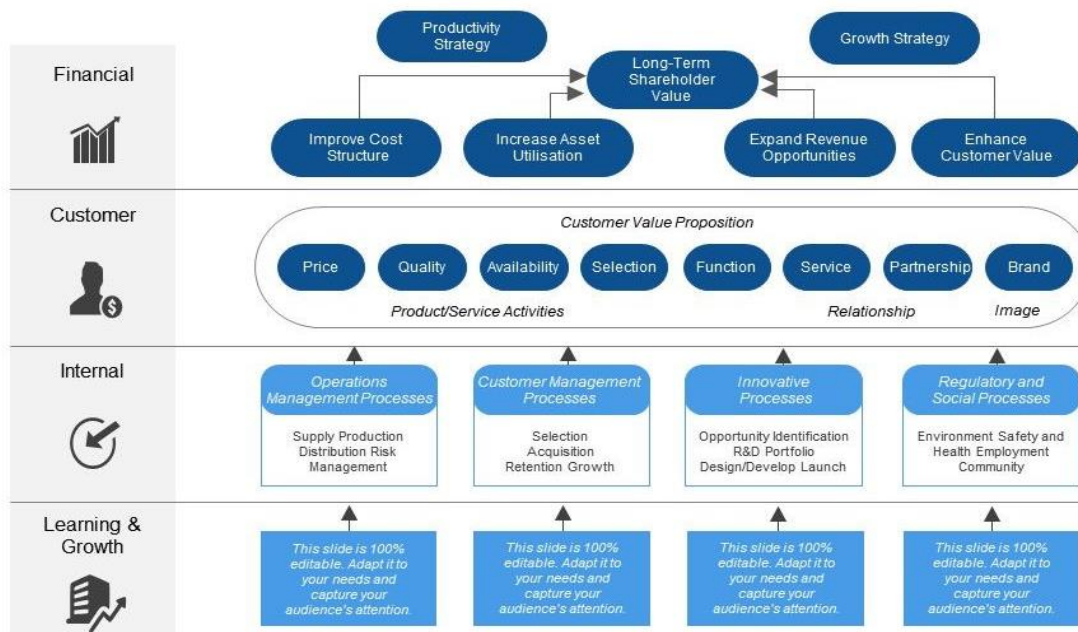 Financial
Productivity
Strategy
Growth Strategy
Long-Term
Shareholder
Value
Improve Cost
Structure
Increase Asset
Utilisation
Expand Revenue
Opportunities
Enhance
Customer Value
Customer
Customer Value Proposition
Price
Quality
Availability
Selection
Function
Service
Partnership
Brand
Product/Service Activities
Relationship
Image
$
Internal
Operations
Management Processes
Supply Production
Distribution Risk
Management
Customer Management
Processes
Selection
Acquisition
Retention Growth
Innovative
Processes
Opportunity Identification
R&D Portfolio
Design/Develop Launch
Regulatory and
Social Processes
Environment Safety and
Health Employment
Community
Learning &
Growth
This slide is 100%
editable. Adapt it to
your needs and
capture your
audience's attention.
This slide is 100%
editable. Adapt it to
your needs and
capture your
audience's attention.
This slide is 100%
editable. Adapt it to
your needs and
capture your
audience's attention.
This slide is 100%
editable. Adapt it to
your needs and
capture your
audience's attention.